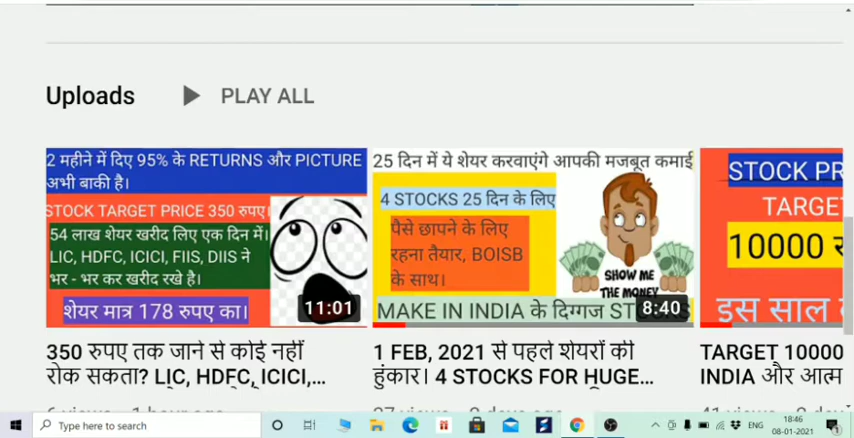 Uploads
PLAY ALL
2 महीने में दिए 95% के RETURNS और PICTURE
अभी बाकी है।
STOCK TARGET PRICE 350 रुपए।
54 लाख शेयर खरीद लिए एक दिन में।
LIC, HDFC, ICICI, FIIS, DIIS ने
भर - भर कर खरीद रखे है।
शेयर मात्र 178 रुपए का।
11:01
25 दिन में ये शेयर करवाएंगे आपकी मजबूत कमाई
4 STOCKS 25 दिन के लिए
पैसे छापने के लिए
रहना तैयार, BOISB
के साथ।
SHOW ME
THE MONEY
MAKE IN INDIA के दिग्गज STOCKS
8:40
STOCK PR
TARGE
10000
इस साल
350 रुपए तक जाने से कोई नहीं
रोक सकता? LIC, HDFC, ICICI,...
1 FEB, 2021 से पहले शेयरों की
हुंकार। 4 STOCKS FOR HUGE...
TARGET 10000
INDIA और आत्म
Type here to search
ENG
18:46
08-01-2021